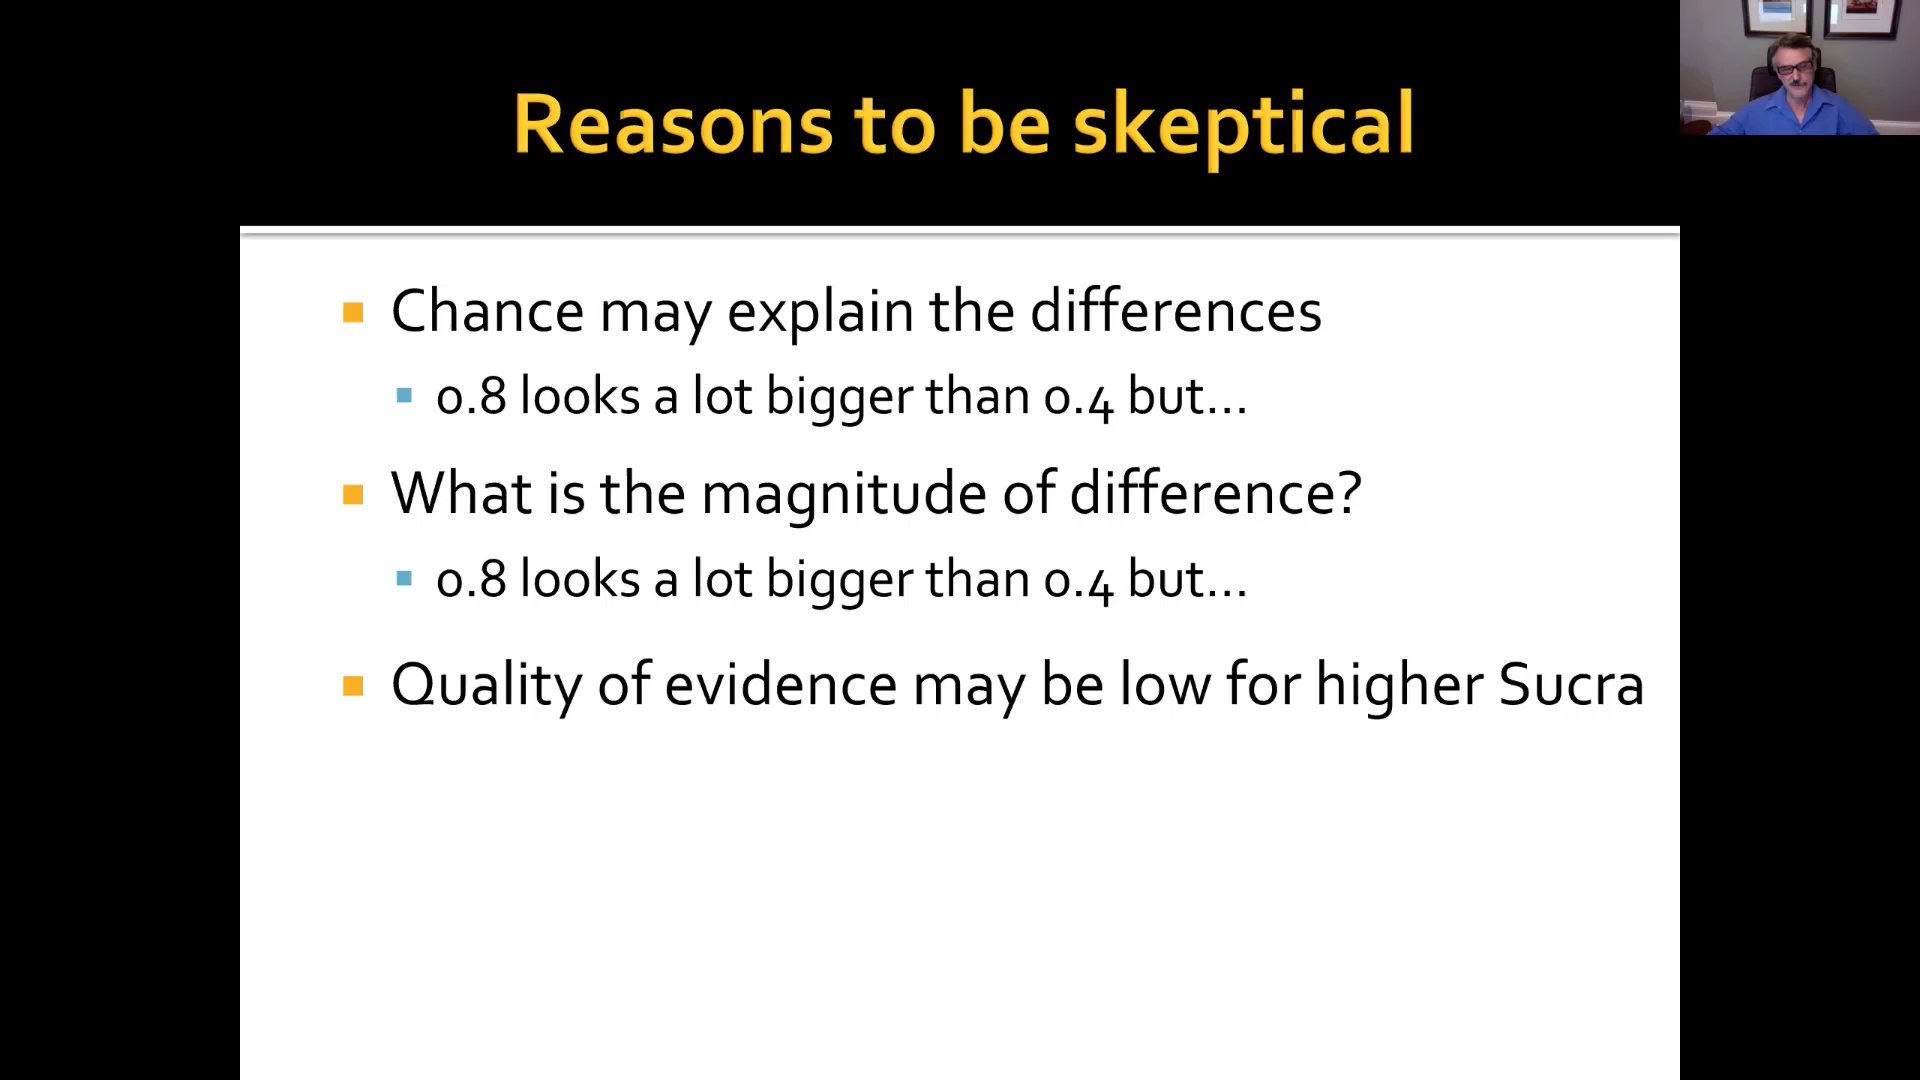 Reasons to be skeptical
Chance may explain the differences
0.8 looks a lot bigger than 0.4 but...
What is the magnitude of difference?
0.8 looks a lot bigger than 0.4 but...
Quality of evidence may be low for higher Sucra